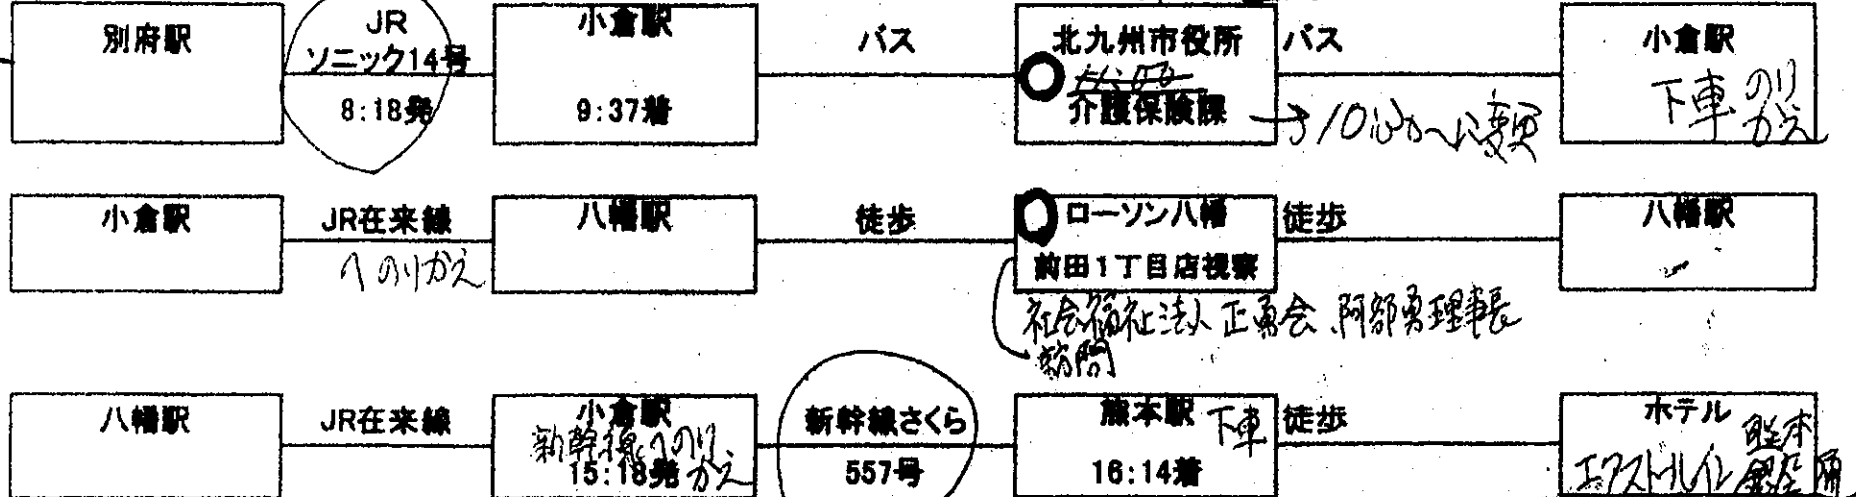 別府駅
JR
ソニック14号
8:18発
小倉駅
9:37着
バス
北九州市役所
介護保険課
バス
小倉駅
下車 のり
かえ
小倉駅
JR在来線
へのりかえ
八幡駅
徒歩
ローソン八幡
前田1丁目店視察
社会福祉法人 正勇会 阿部勇理事長
訪問
徒歩
八幡駅
八幡駅
JR在来線
小倉駅
新幹線へのり
15:18発 かえ
新幹線さくら
557号
熊本駅 下車
16:14着
徒歩
ホテル